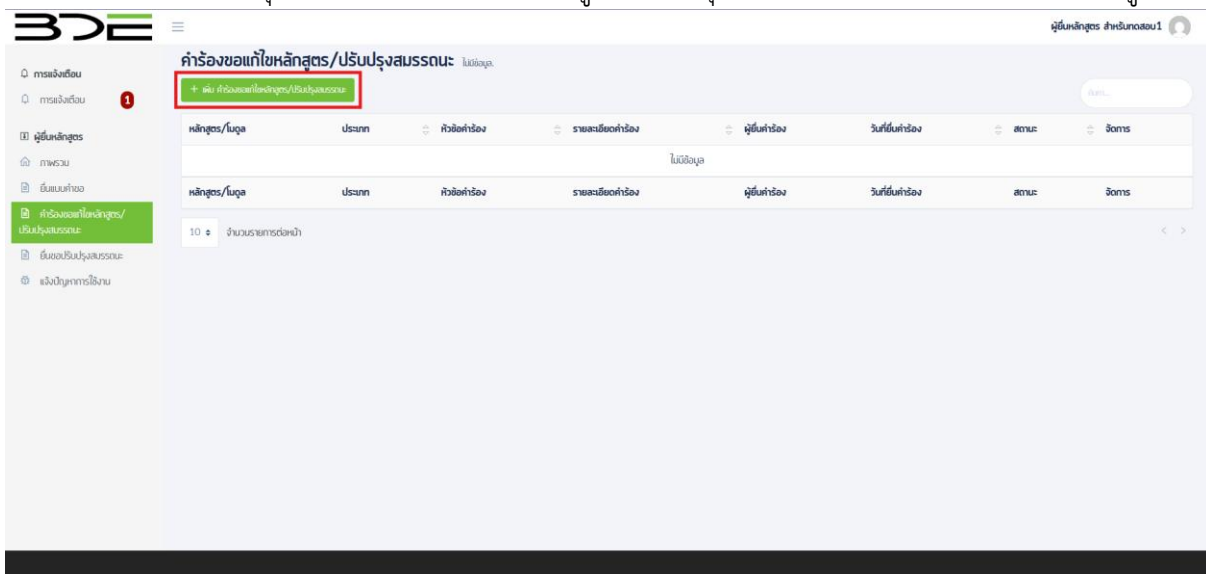 BDE
ผู้ยื่นหลักสูตร สำหรับทดสอบ1
คำร้องขอแก้ไขหลักสูตร/ปรับปรุงสมรรถนะ ไม่มีข้อมูล.
+ เพิ่ม คำร้องขอแก้ไขหลักสูตร/ปรับปรุงสมรรถนะ
ค้นหา...
การแจ้งเตือน
การแจ้งเตือน 1
ผู้ยื่นหลักสูตร
ภาพรวม
ยื่นแบบคำขอ
คำร้องขอแก้ไขหลักสูตร/
ปรับปรุงสมรรถนะ
ยื่นขอปรับปรุงสมรรถนะ
แจ้งปัญหาการใช้งาน
หลักสูตร/โมดูล ประเภท หัวข้อคำร้อง รายละเอียดคำร้อง ผู้ยื่นคำร้อง วันที่ยื่นคำร้อง สถานะ จัดการ
ไม่มีข้อมูล
หลักสูตร/โมดูล ประเภท หัวข้อคำร้อง รายละเอียดคำร้อง ผู้ยื่นคำร้อง วันที่ยื่นคำร้อง สถานะ จัดการ
10 จำนวนรายการต่อหน้า